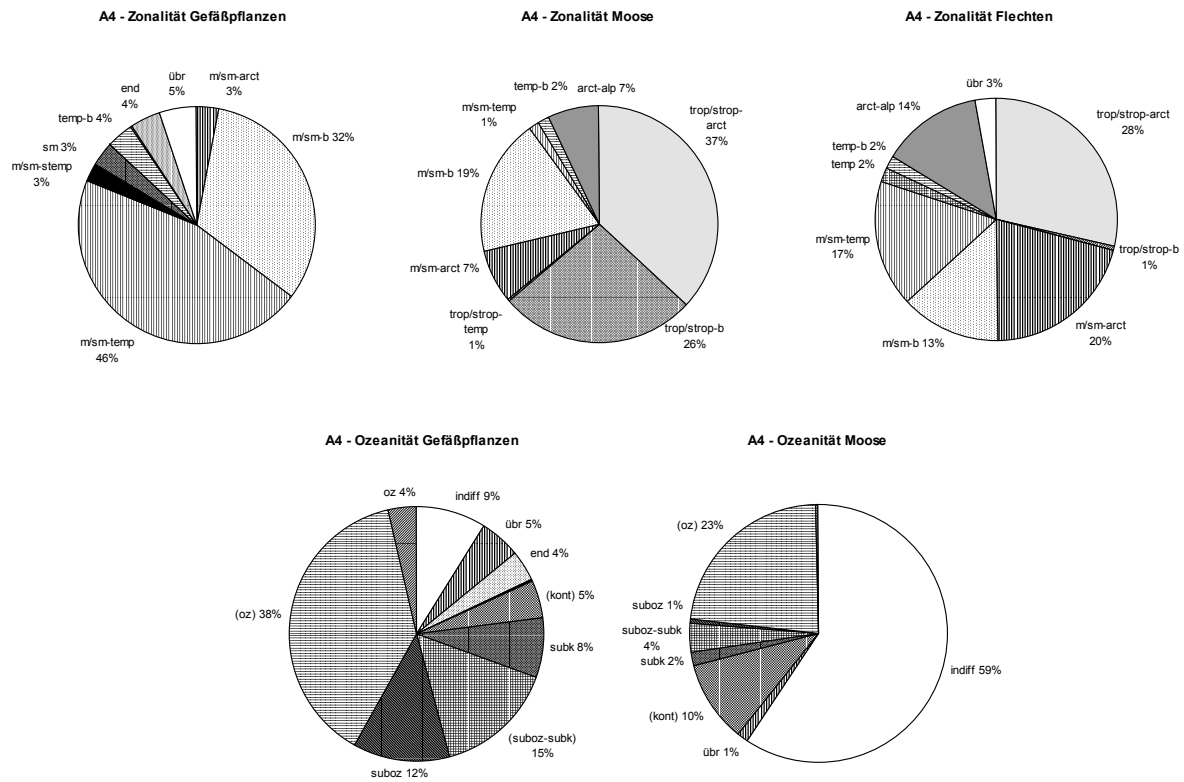 A4 - Zonalität Gefäßpflanzen
übr
5%
m/sm-arct
3%
m/sm-b 32%
m/sm-temp
46%
m/sm-stemp
3%
sm 3%
temp-b 4%
end
4%
A4 - Zonalität Moose
temp-b 2%
arct-alp 7%
trop/strop-
arct
37%
trop/strop-b
26%
trop/strop-
temp
1%
m/sm-arct 7%
m/sm-b 19%
m/sm-temp
1%
A4 - Zonalität Flechten
übr 3%
trop/strop-arct
28%
trop/strop-b
1%
m/sm-arct
20%
m/sm-b 13%
m/sm-temp
17%
temp 2%
temp-b 2%
arct-alp 14%
A4 - Ozeanität Gefäßpflanzen
oz 4%
indiff 9%
übr 5%
end 4%
(kont) 5%
subk 8%
(suboz-subk)
15%
suboz 12%
(oz) 38%
A4 - Ozeanität Moose
(oz) 23%
suboz 1%
suboz-subk
4%
subk 2%
(kont) 10%
übr 1%
indiff 59%